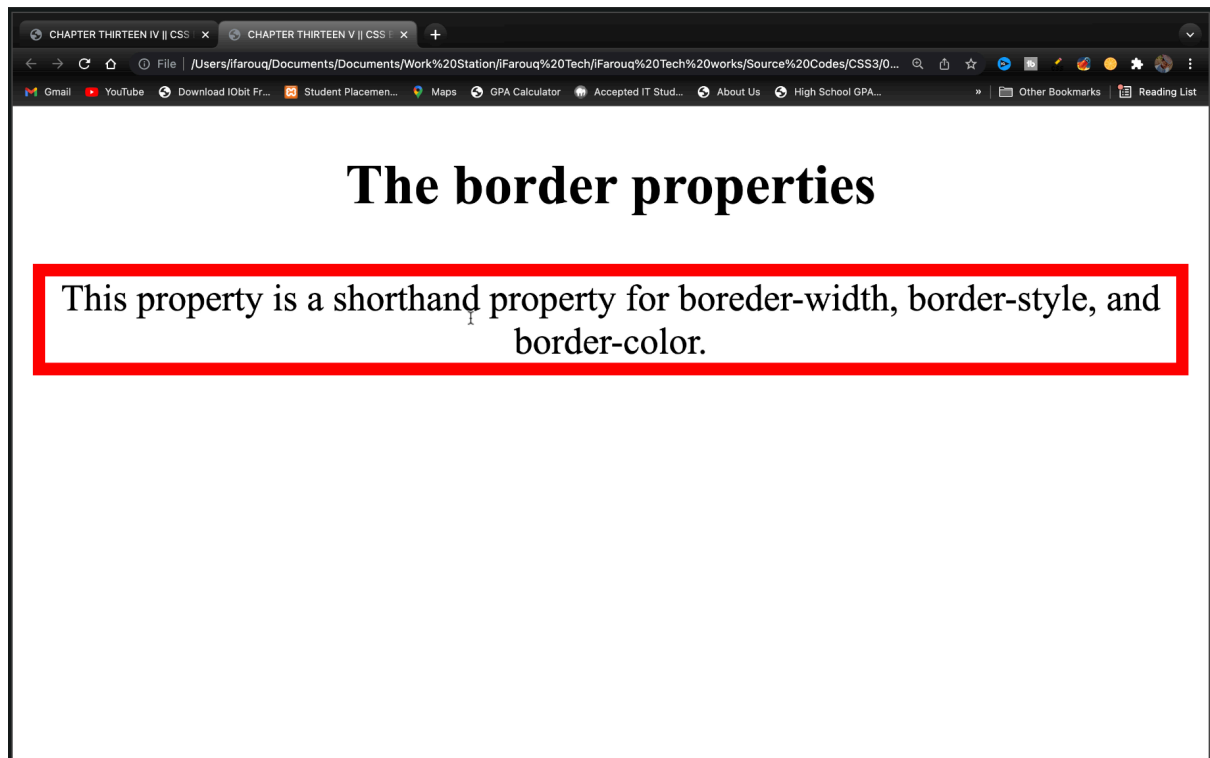 CHAPTER THIRTEEN IV || CSS
CHAPTER THIRTEEN V || CSS
File | /Users/ifarouq/Documents/Documents/Work%20Station/iFarouq%20Tech/iFarouq%20Tech%20works/Source%20Codes/CSS3/0...
Gmail YouTube Download IObit Fr... Student Placemen... Maps GPA Calculator Accepted IT Stud... About Us High School GPA... » Other Bookmarks Reading List
The border properties
This property is a shorthand property for boreder-width, border-style, and
border-color.